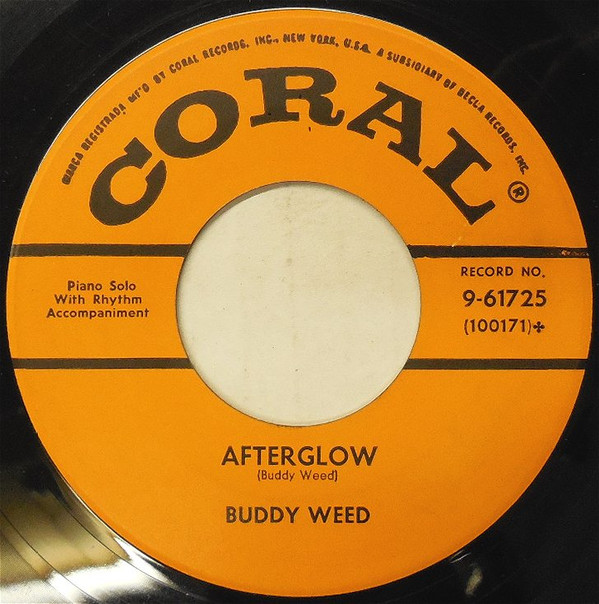 MARCA REGISTRADA MF'D BY CORAL RECORDS, INC., NEW YORK, U.S.A. A SUBSIDIARY OF DECCA RECORDS, INC.
CORAL®
Piano Solo
With Rhythm
Accompaniment
RECORD NO.
9-61725
(100171)✤
AFTERGLOW
(Buddy Weed)
BUDDY WEED